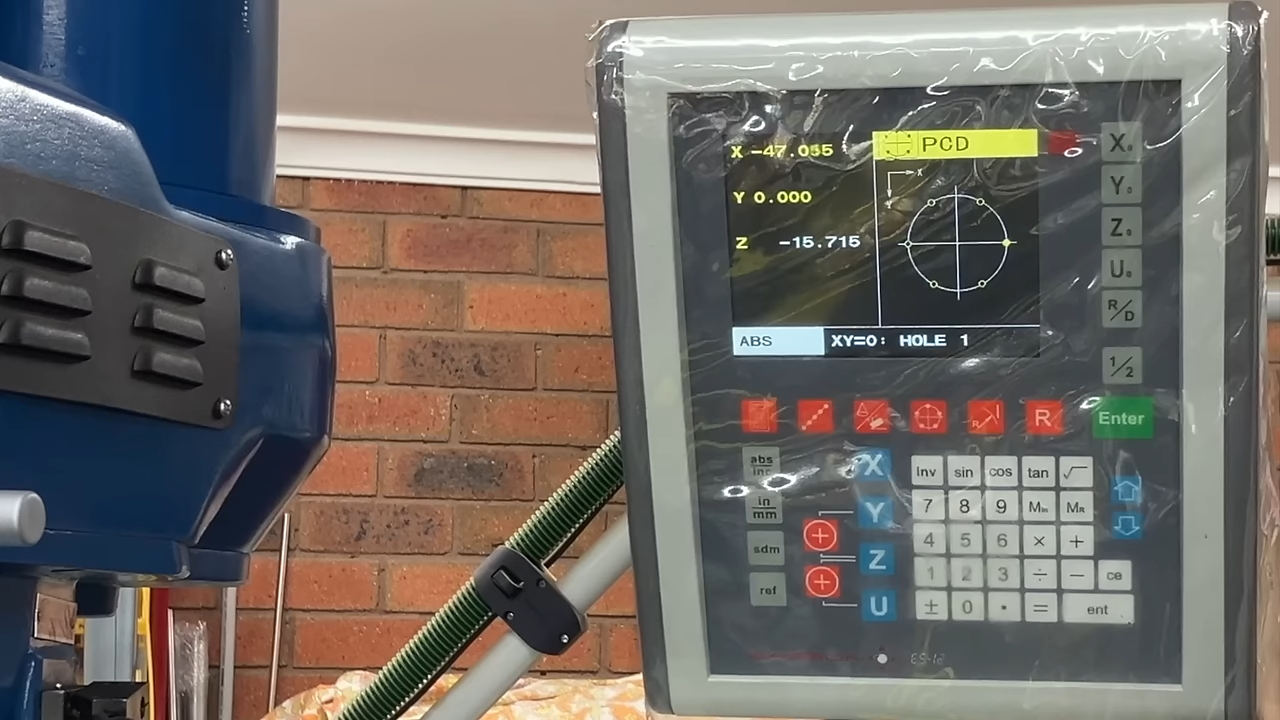 X -47.055
PCD
X
Y 0.000
Z -15.715
ABS
XY=0: HOLE 1
X₀
Y₀
Z₀
U₀
R/D
1/2
R
Enter
abs
inc
in
mm
sdm
ref
X
Y
Z
U
Inv sin cos tan √
7 8 9 Min MR
4 5 6 × +
1 2 3 ÷ − ce
± 0 · = ent
ES-12